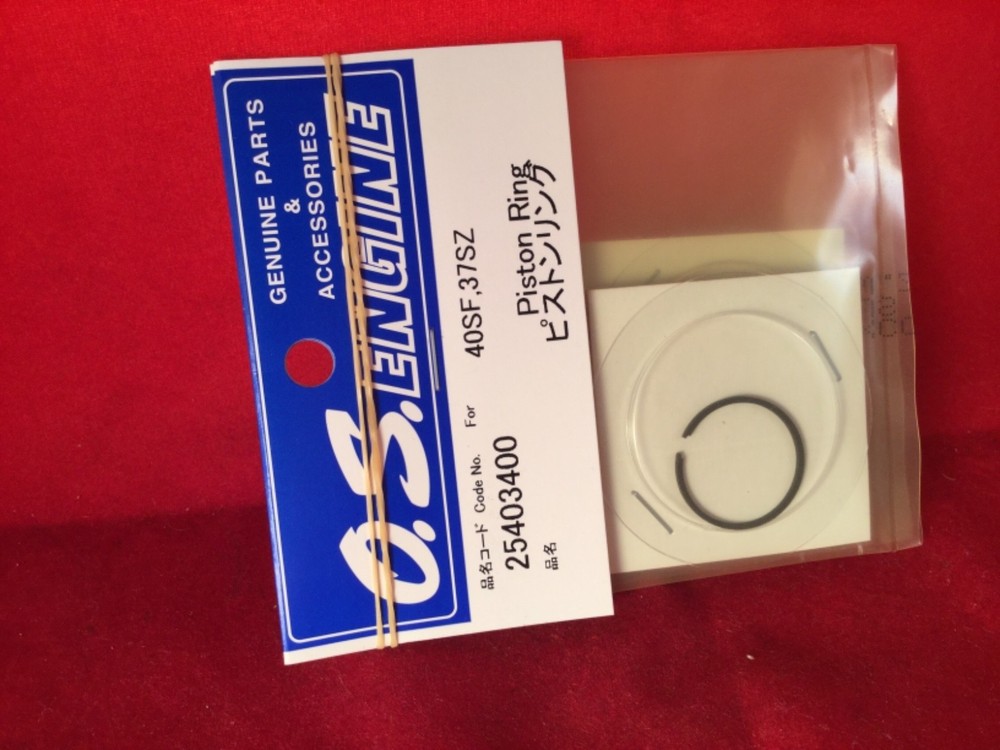 GENUINE PARTS
&
ACCESSORIES
O.S.ENGINE
品名コード Code No. For 40SF,37SZ
25403400
品名 Piston Ring
ピストンリング